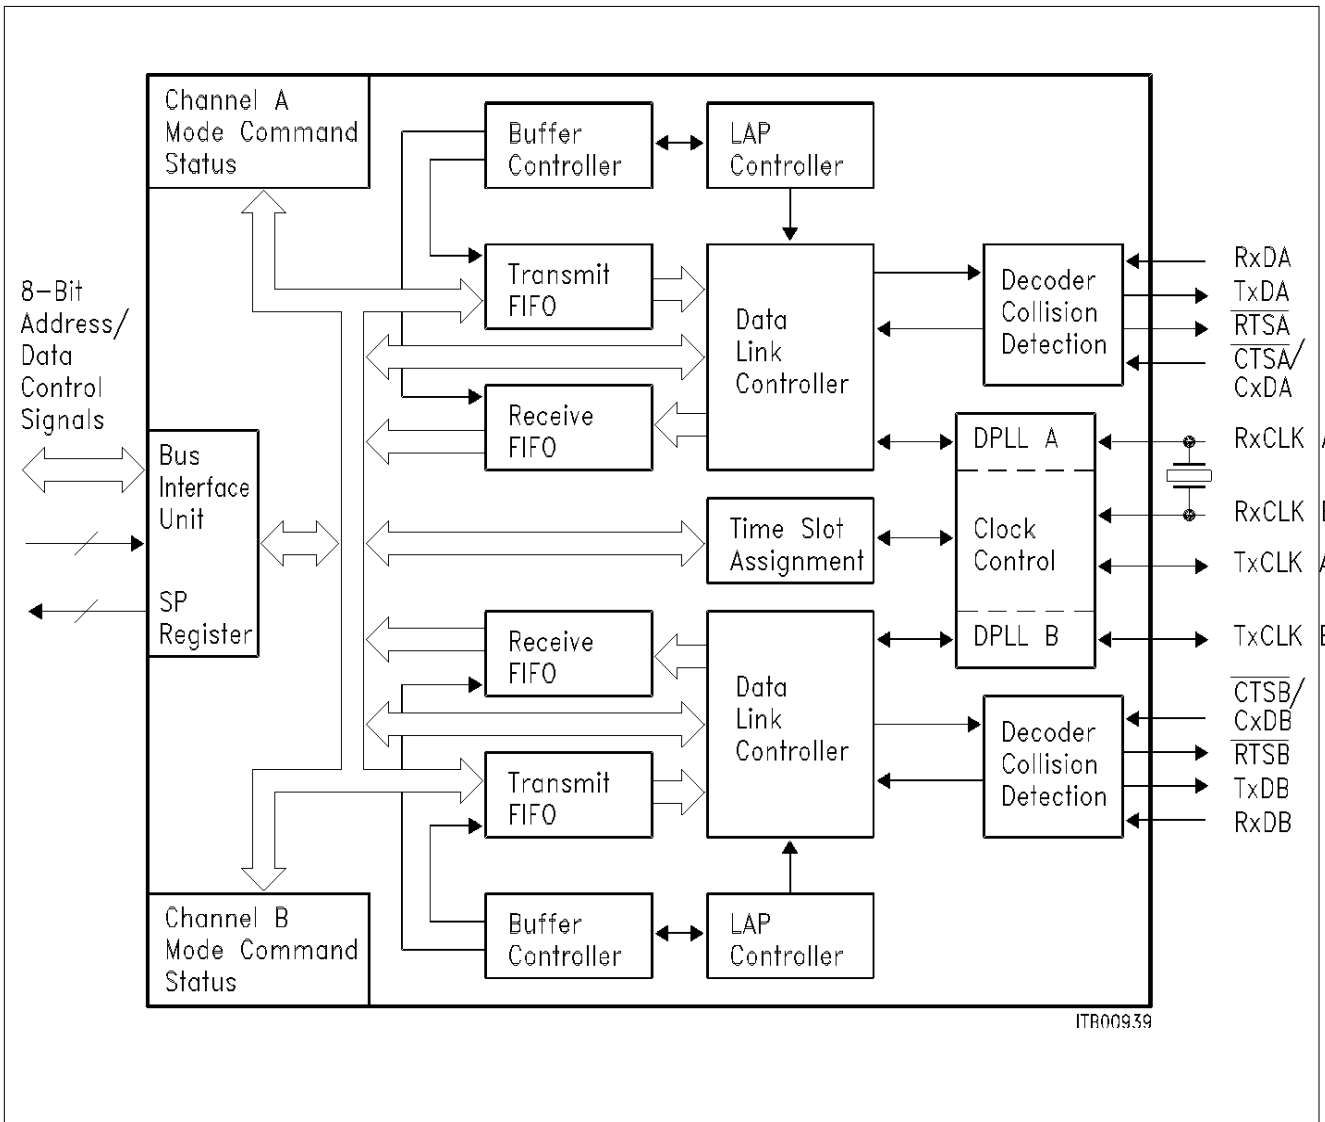 Channel A
Mode Command
Status
Buffer
Controller
LAP
Controller
8-Bit
Address/
Data
Control
Signals
Transmit
FIFO
Data
Link
Controller
Decoder
Collision
Detection
RxDA
TxDA
RTSA
CTSA/
CxDA
Receive
FIFO
DPLL A
RxCLK A
Bus
Interface
Unit
SP
Register
Time Slot
Assignment
Clock
Control
RxCLK B
TxCLK A
Receive
FIFO
DPLL B
TxCLK B
Data
Link
Controller
Decoder
Collision
Detection
CTSB/
CxDB
RTSB
TxDB
RxDB
Transmit
FIFO
Channel B
Mode Command
Status
Buffer
Controller
LAP
Controller
ITB00939